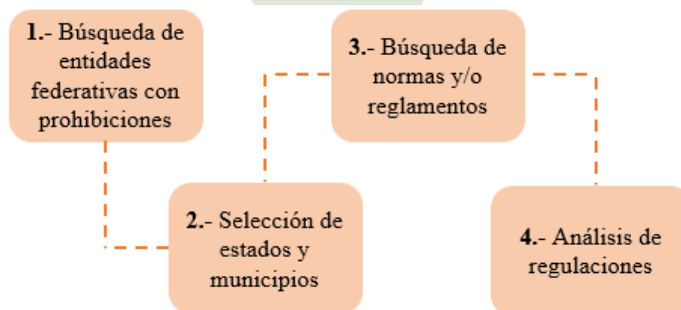 1.- Búsqueda de
entidades
federativas con
prohibiciones
2.- Selección de
estados y
municipios
3.- Búsqueda de
normas y/o
reglamentos
4.- Análisis de
regulaciones